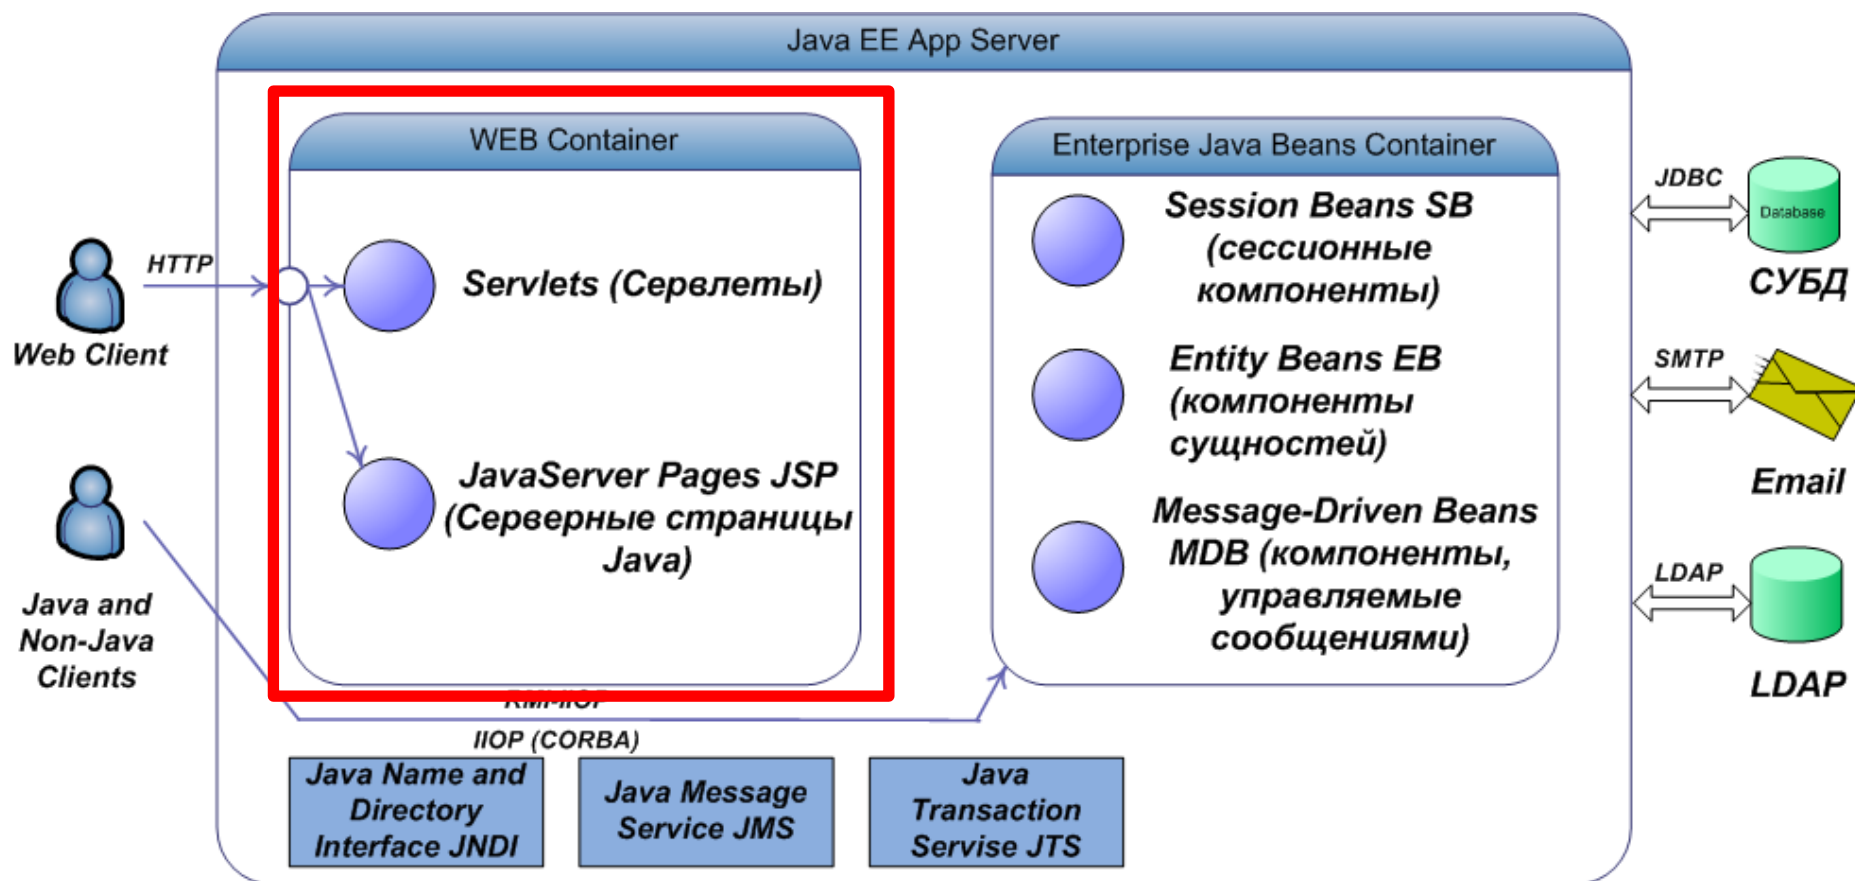 Java EE App Server
WEB Container
Servlets (Сервлеты)
JavaServer Pages JSP
(Серверные страницы
Java)
Enterprise Java Beans Container
Session Beans SB
(сессионные
компоненты)
Entity Beans EB
(компоненты
сущностей)
Message-Driven Beans
MDB (компоненты,
управляемые
сообщениями)
HTTP
Web Client
Java and
Non-Java
Clients
RMI-IIOP
IIOP (CORBA)
Java Name and
Directory
Interface JNDI
Java Message
Service JMS
Java
Transaction
Servise JTS
JDBC
Database
СУБД
SMTP
Email
LDAP
LDAP